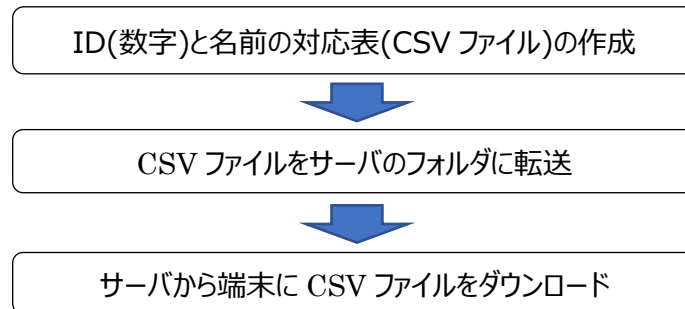 ID(数字)と名前の対応表(CSV ファイル)の作成
CSV ファイルをサーバのフォルダに転送
サーバから端末に CSV ファイルをダウンロード